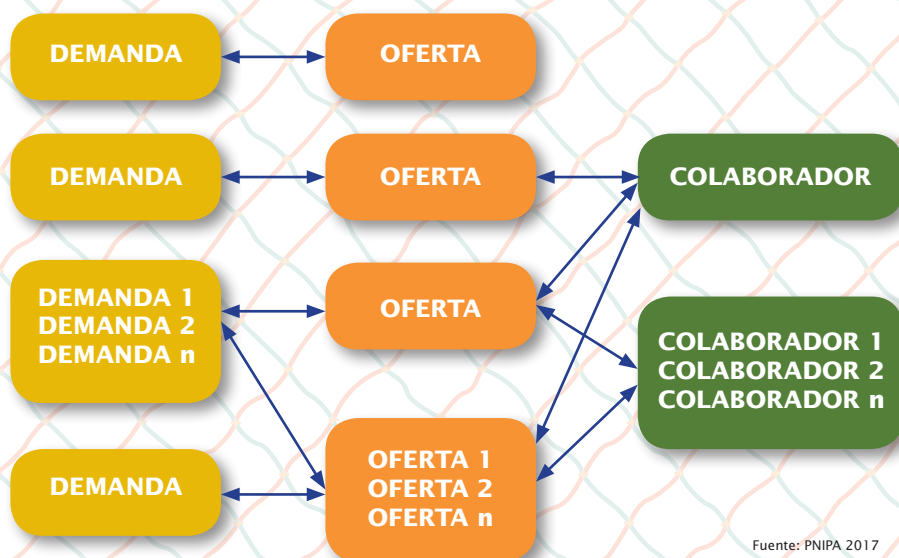 DEMANDA
OFERTA
DEMANDA
OFERTA
COLABORADOR
DEMANDA 1
DEMANDA 2
DEMANDA n
OFERTA
COLABORADOR 1
COLABORADOR 2
COLABORADOR n
DEMANDA
OFERTA 1
OFERTA 2
OFERTA n
Fuente: PNIPA 2017